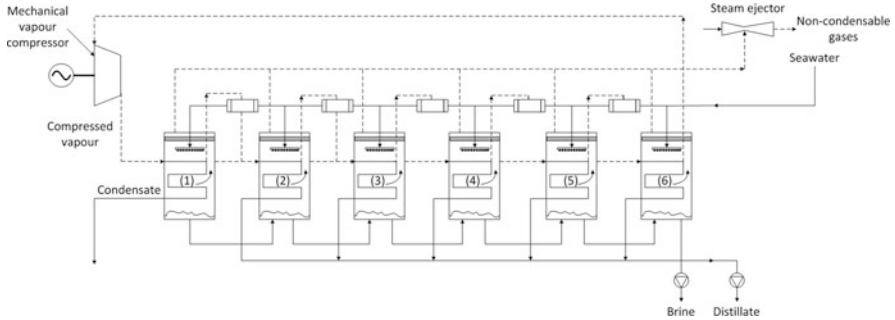 Mechanical
vapour
compressor
Steam ejector
Non-condensable
gases
Seawater
Compressed
vapour
Condensate
(1)
(2)
(3)
(4)
(5)
(6)
Brine
Distillate